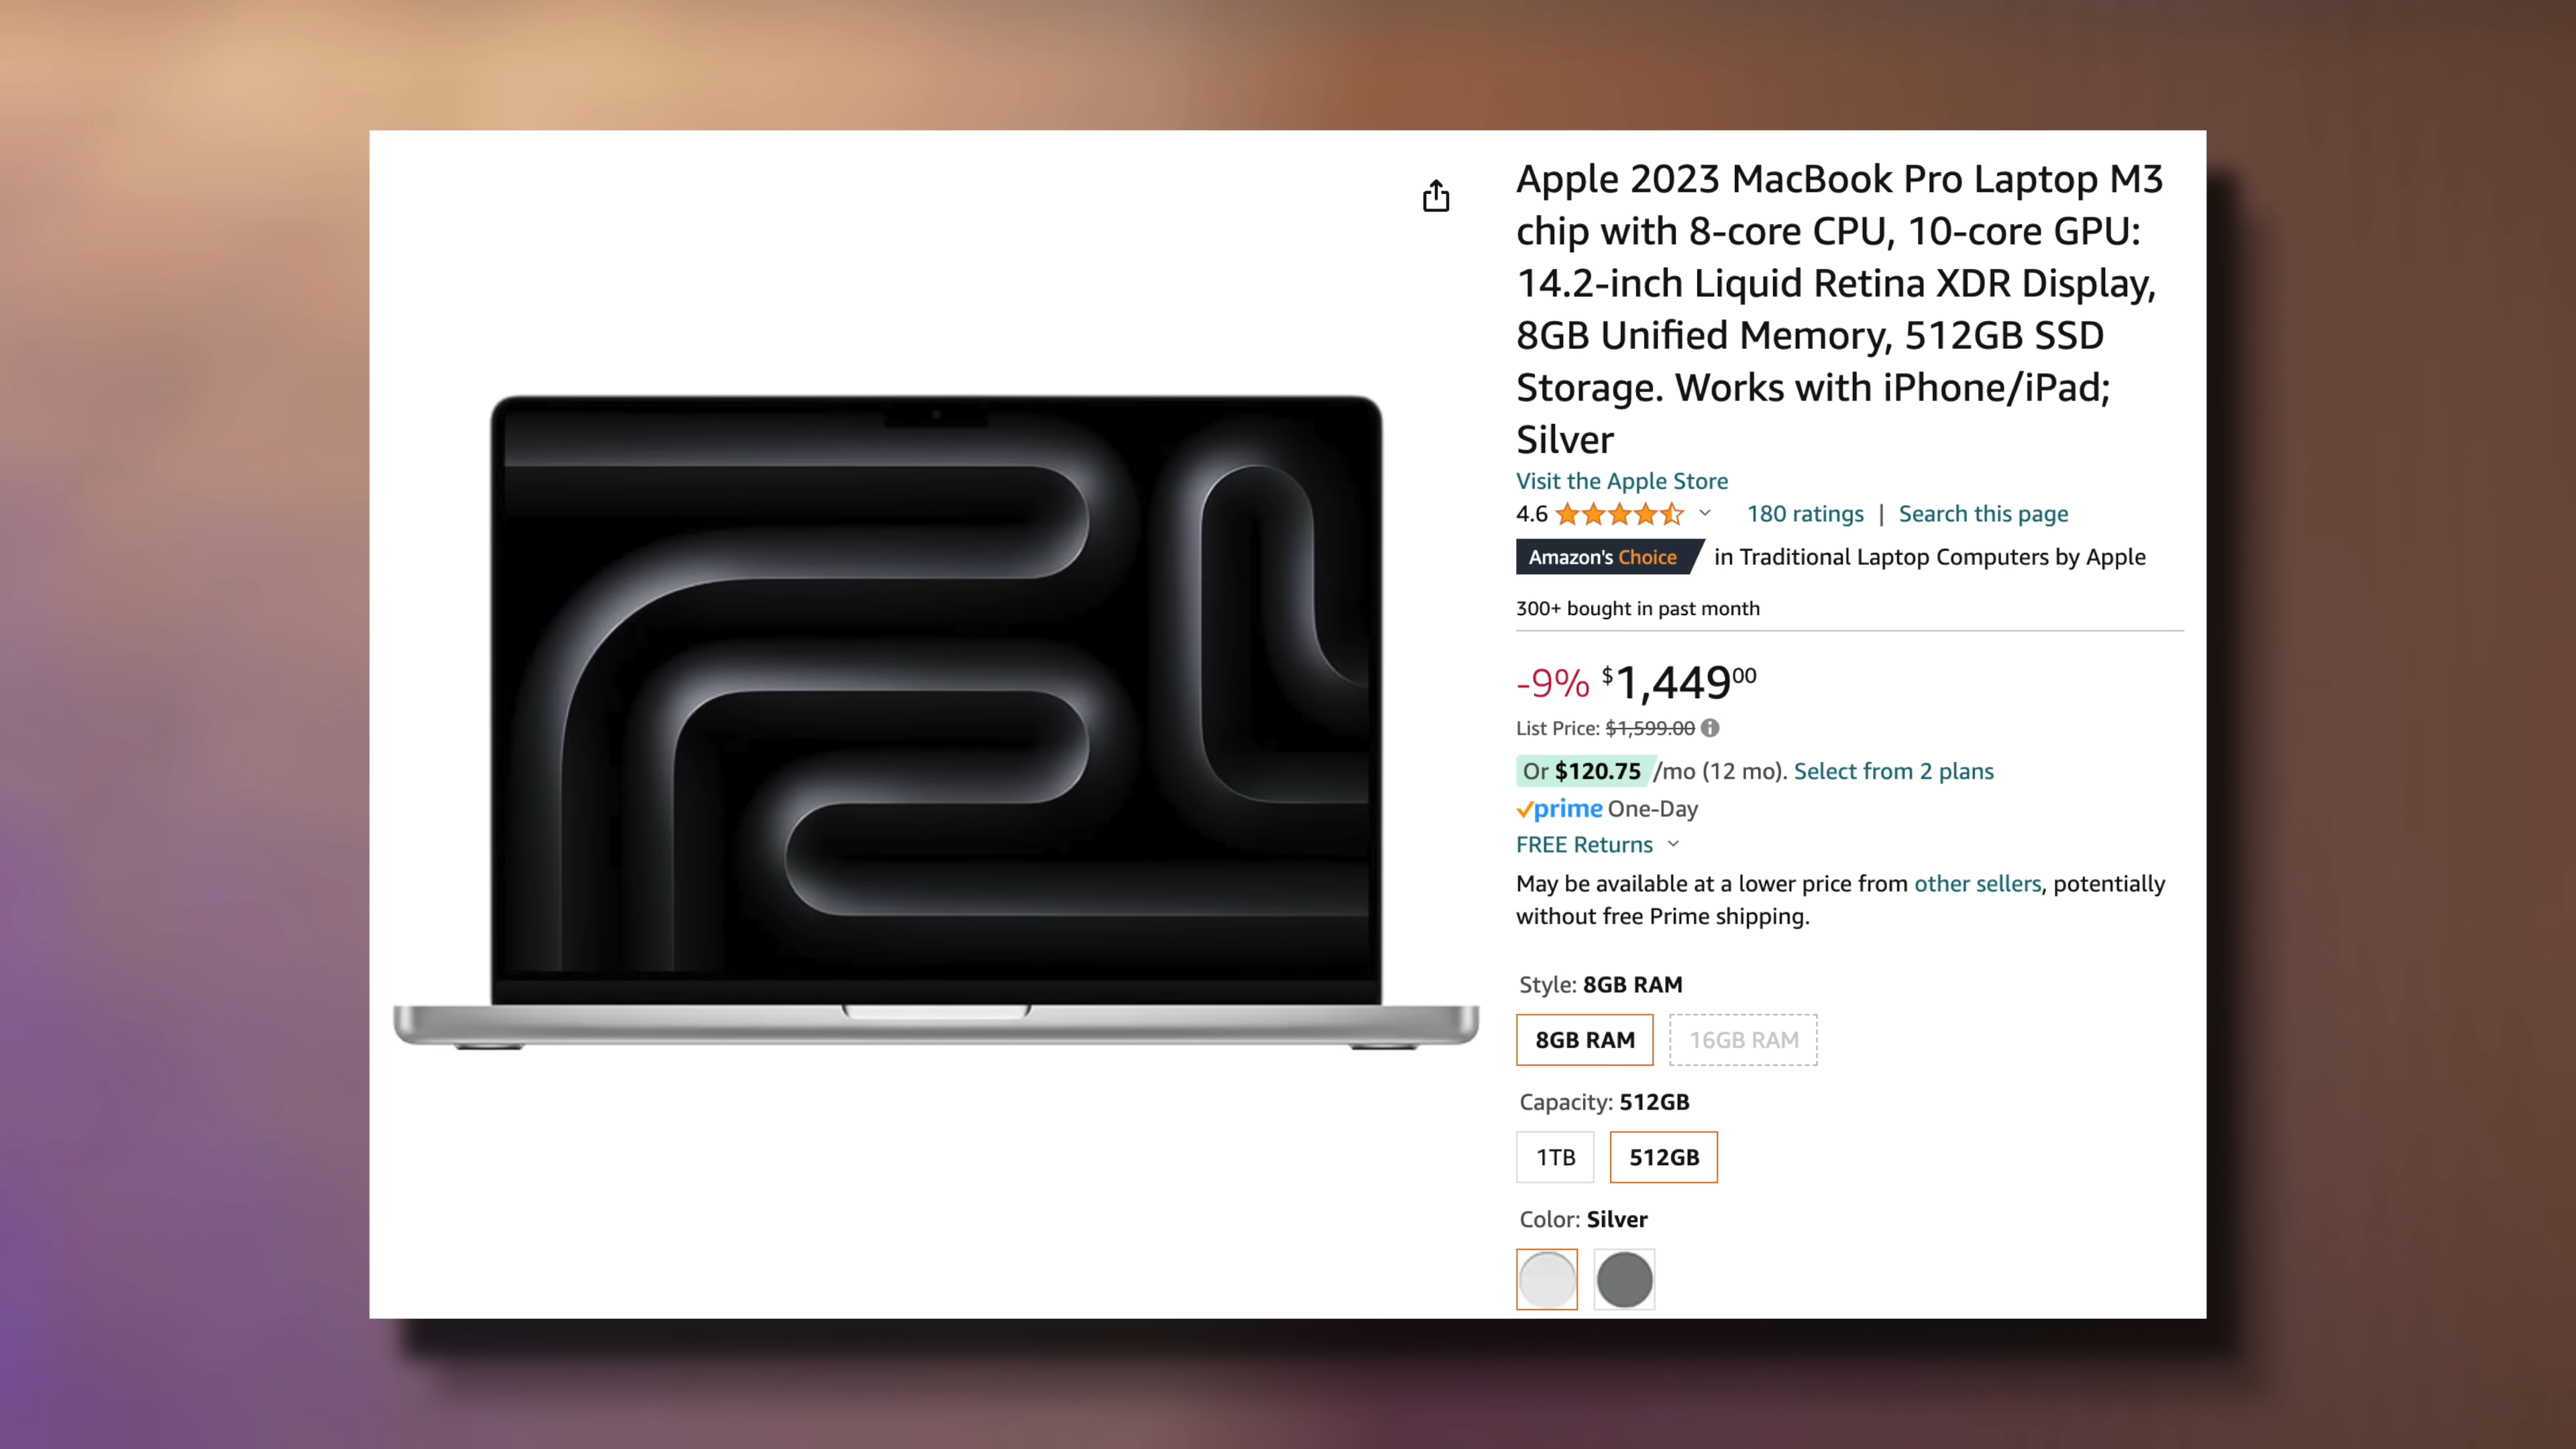 Apple 2023 MacBook Pro Laptop M3
chip with 8-core CPU, 10-core GPU:
14.2-inch Liquid Retina XDR Display,
8GB Unified Memory, 512GB SSD
Storage. Works with iPhone/iPad;
Silver
Visit the Apple Store
4.6 180 ratings | Search this page
Amazon's Choice in Traditional Laptop Computers by Apple
300+ bought in past month
-9% $1,44900
List Price: $1,599.00
Or $120.75 /mo (12 mo). Select from 2 plans
prime One-Day
FREE Returns
May be available at a lower price from other sellers, potentially
without free Prime shipping.
Style: 8GB RAM
8GB RAM 16GB RAM
Capacity: 512GB
1TB 512GB
Color: Silver